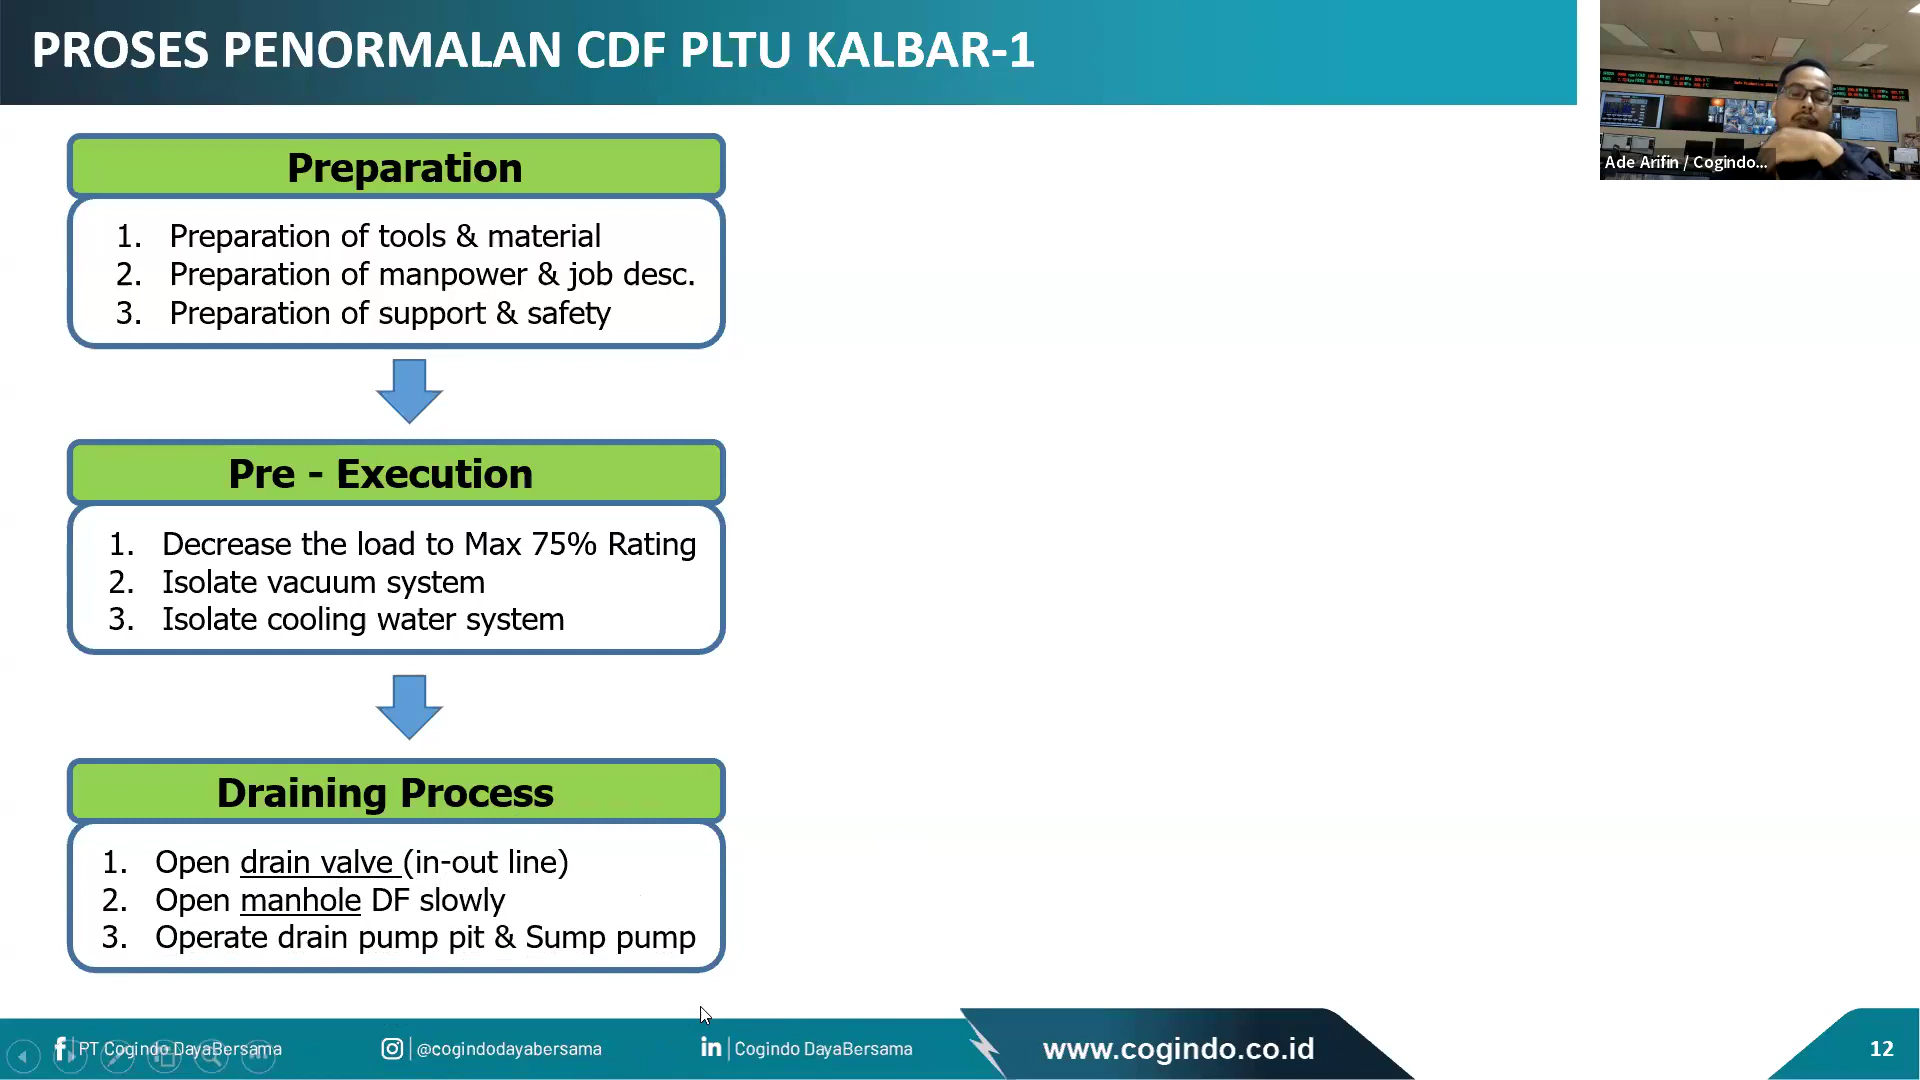 PROSES PENORMALAN CDF PLTU KALBAR-1
Ade Arifin / Cogindo...
Preparation
1. Preparation of tools & material
2. Preparation of manpower & job desc.
3. Preparation of support & safety
Pre - Execution
1. Decrease the load to Max 75% Rating
2. Isolate vacuum system
3. Isolate cooling water system
Draining Process
1. Open drain valve (in-out line)
2. Open manhole DF slowly
3. Operate drain pump pit & Sump pump
PT Cogindo DayaBersama
@cogindodayabersama
in Cogindo DayaBersama
www.cogindo.co.id
12